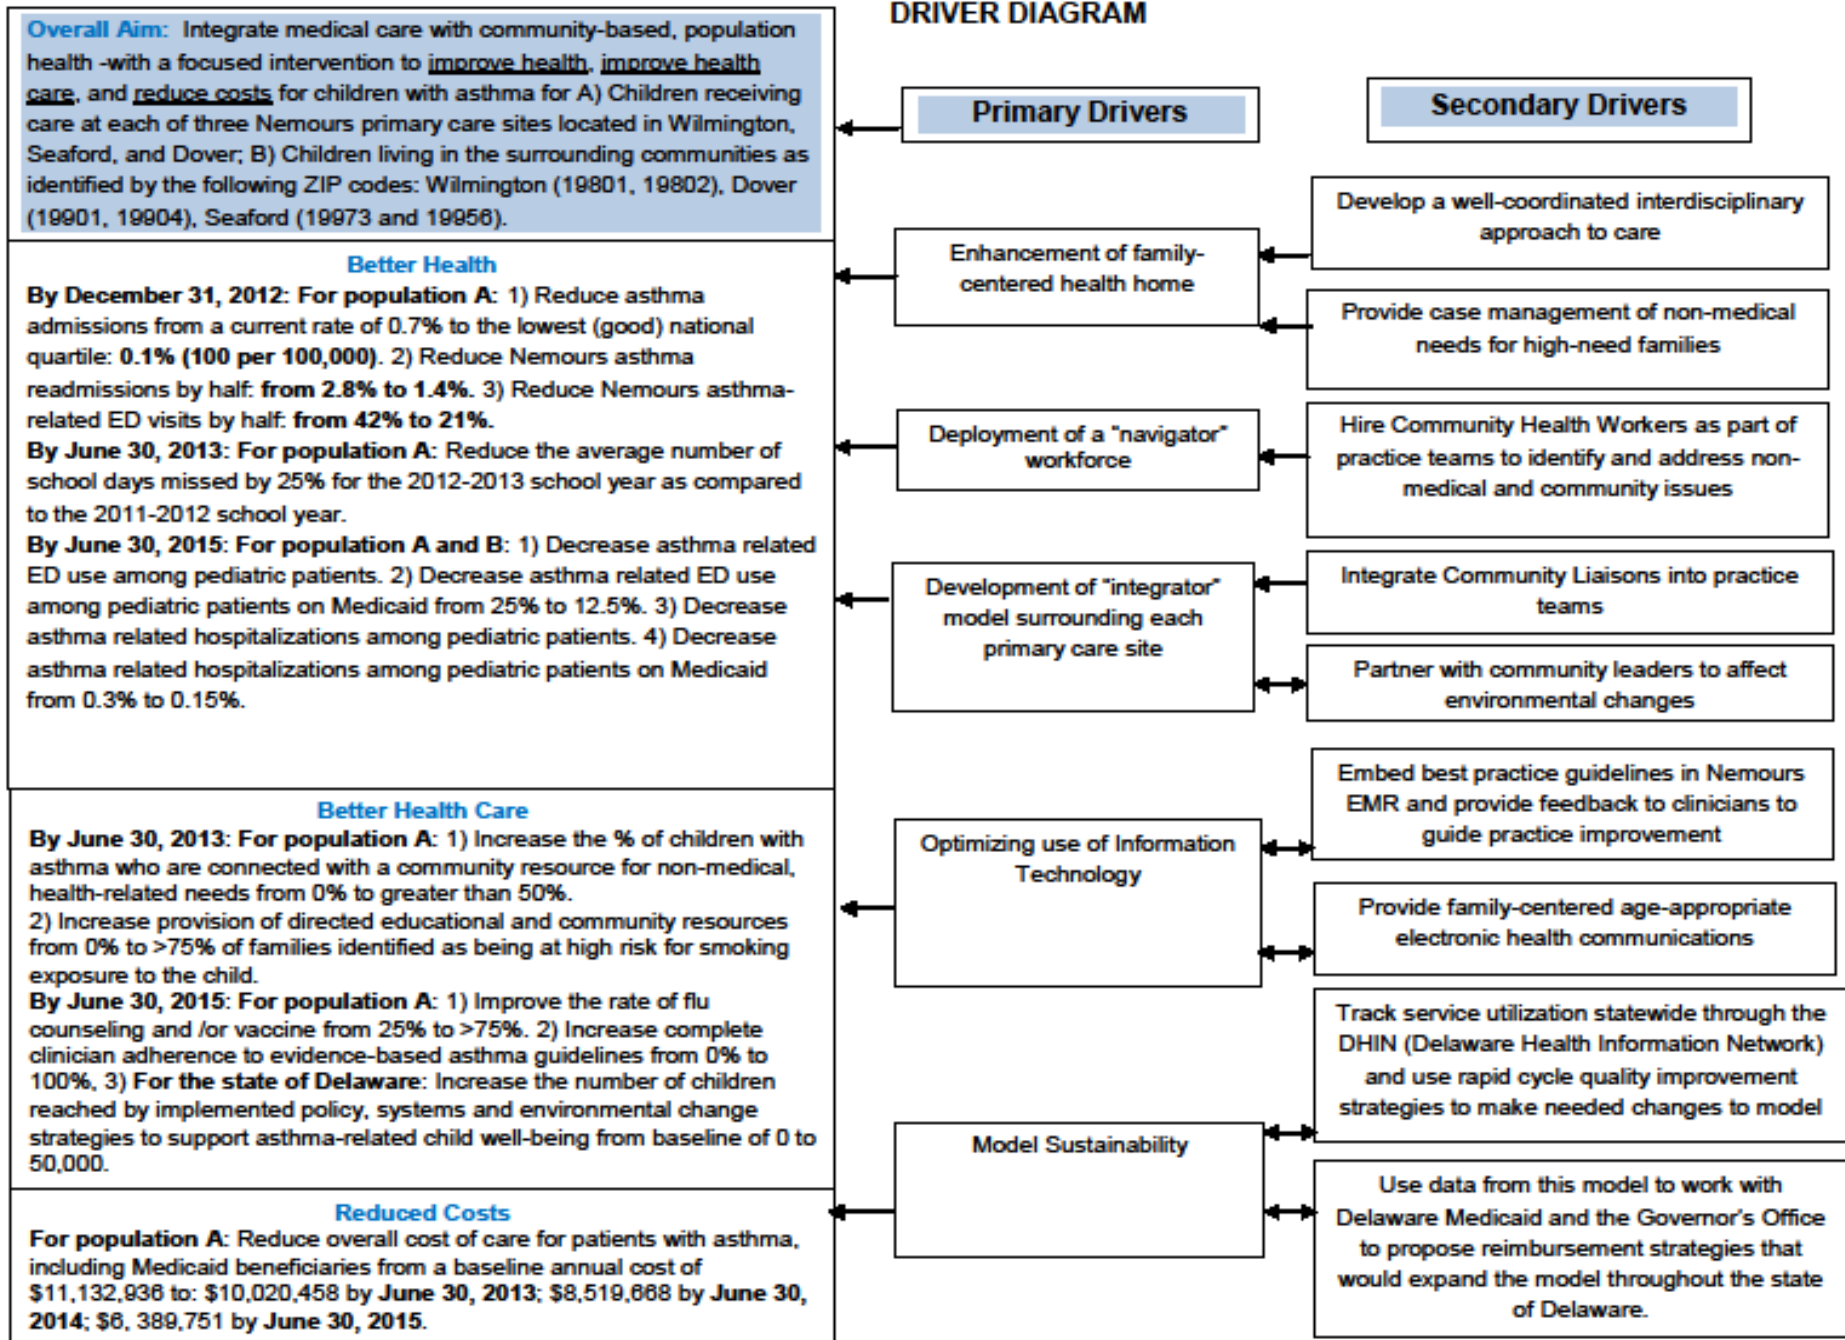 DRIVER DIAGRAM
Overall Aim: Integrate medical care with community-based, population
health -with a focused intervention to improve health, improve health
care, and reduce costs for children with asthma for A) Children receiving
care at each of three Nemours primary care sites located in Wilmington,
Seaford, and Dover; B) Children living in the surrounding communities as
identified by the following ZIP codes: Wilmington (19801, 19802), Dover
(19901, 19904), Seaford (19973 and 19956).
Better Health
By December 31, 2012: For population A: 1) Reduce asthma
admissions from a current rate of 0.7% to the lowest (good) national
quartile: 0.1% (100 per 100,000). 2) Reduce Nemours asthma
readmissions by half: from 2.8% to 1.4%. 3) Reduce Nemours asthma-
related ED visits by half: from 42% to 21%.
By June 30, 2013: For population A: Reduce the average number of
school days missed by 25% for the 2012-2013 school year as compared
to the 2011-2012 school year.
By June 30, 2015: For population A and B: 1) Decrease asthma related
ED use among pediatric patients. 2) Decrease asthma related ED use
among pediatric patients on Medicaid from 25% to 12.5%. 3) Decrease
asthma related hospitalizations among pediatric patients. 4) Decrease
asthma related hospitalizations among pediatric patients on Medicaid
from 0.3% to 0.15%.
Better Health Care
By June 30, 2013: For population A: 1) Increase the % of children with
asthma who are connected with a community resource for non-medical,
health-related needs from 0% to greater than 50%.
2) Increase provision of directed educational and community resources
from 0% to >75% of families identified as being at high risk for smoking
exposure to the child.
By June 30, 2015: For population A: 1) Improve the rate of flu
counseling and /or vaccine from 25% to >75%. 2) Increase complete
clinician adherence to evidence-based asthma guidelines from 0% to
100%, 3) For the state of Delaware: Increase the number of children
reached by implemented policy, systems and environmental change
strategies to support asthma-related child well-being from baseline of 0 to
50,000.
Reduced Costs
For population A: Reduce overall cost of care for patients with asthma,
including Medicaid beneficiaries from a baseline annual cost of
$11,132,936 to: $10,020,458 by June 30, 2013; $8,519,668 by June 30,
2014; $6, 389,751 by June 30, 2015.
Primary Drivers
Enhancement of family-
centered health home
Deployment of a "navigator"
workforce
Development of "integrator"
model surrounding each
primary care site
Optimizing use of Information
Technology
Model Sustainability
Secondary Drivers
Develop a well-coordinated interdisciplinary
approach to care
Provide case management of non-medical
needs for high-need families
Hire Community Health Workers as part of
practice teams to identify and address non-
medical and community issues
Integrate Community Liaisons into practice
teams
Partner with community leaders to affect
environmental changes
Embed best practice guidelines in Nemours
EMR and provide feedback to clinicians to
guide practice improvement
Provide family-centered age-appropriate
electronic health communications
Track service utilization statewide through the
DHIN (Delaware Health Information Network)
and use rapid cycle quality improvement
strategies to make needed changes to model
Use data from this model to work with
Delaware Medicaid and the Governor's Office
to propose reimbursement strategies that
would expand the model throughout the state
of Delaware.